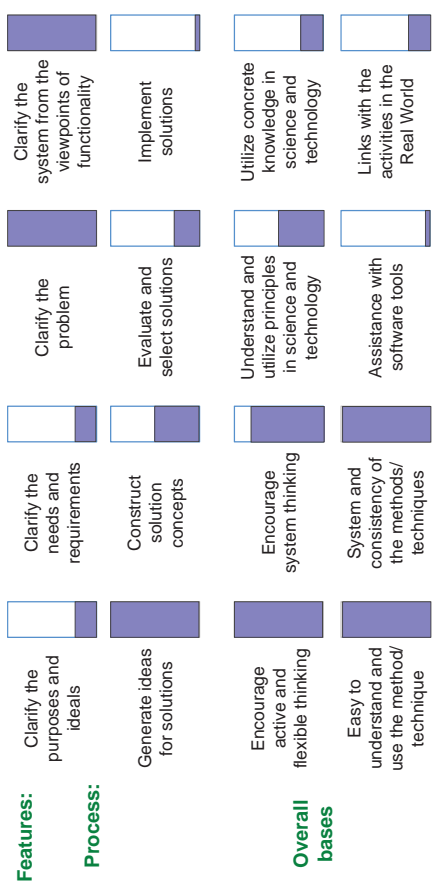 Features:
Process:
Clarify the
purposes and
ideals
Clarify the
needs and
requirements
Clarify the
problem
Clarify the
system from the
viewpoints of
functionality
Generate ideas
for solutions
Construct
solution
concepts
Evaluate and
select solutions
Implement
solutions
Overall
bases
Encourage
active and
flexible thinking
Encourage
system thinking
Understand and
utilize principles
in science and
technology
Utilize concrete
knowledge in
science and
technology
Easy to
understand and
use the method/
technique
System and
consistency of
the methods/
techniques
Assistance with
software tools
Links with the
activities in the
Real World